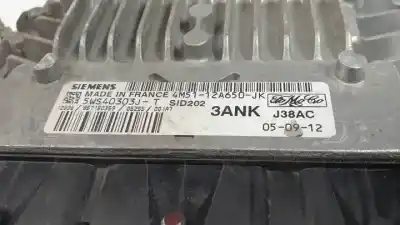 SIEMENS
MADE IN FRANCE 4M51-12A650-JK
5WS40303J-T SID202 3ANK J38AC
05-09-12